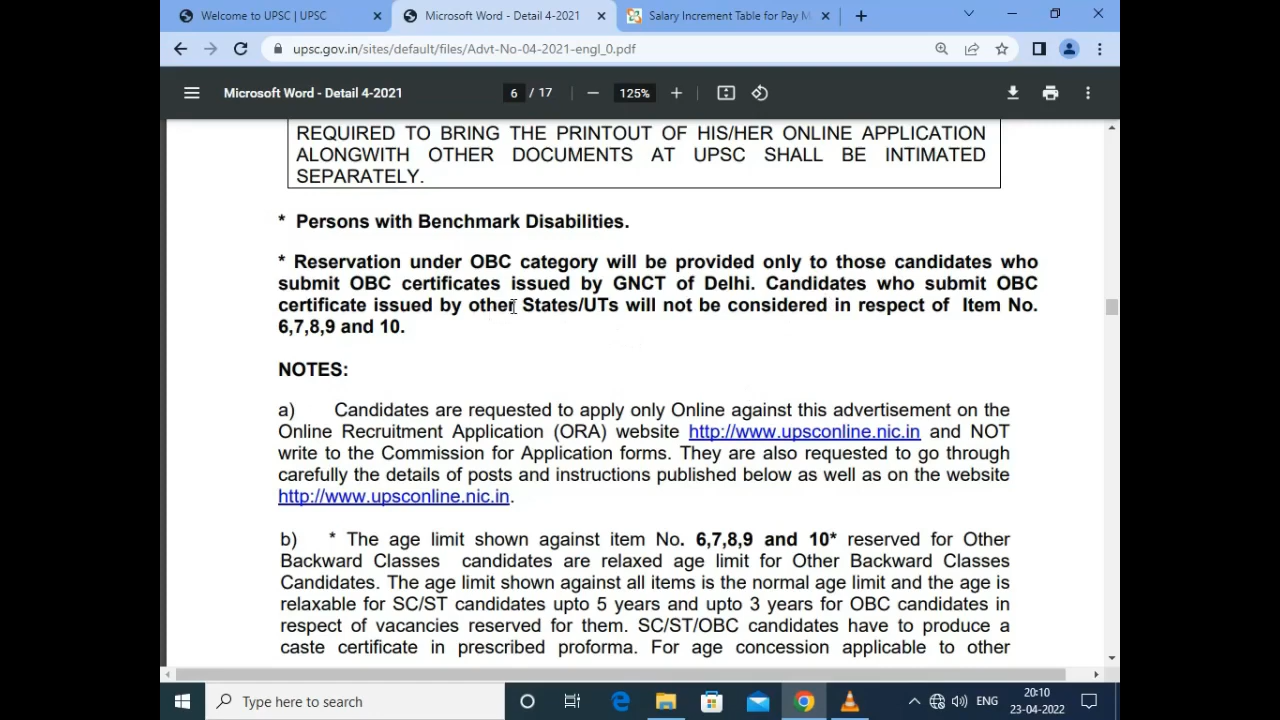 Welcome to UPSC | UPSC
Microsoft Word - Detail 4-2021
Salary Increment Table for Pay M
upsc.gov.in/sites/default/files/Advt-No-04-2021-engl_0.pdf
Microsoft Word - Detail 4-2021
6 / 17
125%
REQUIRED TO BRING THE PRINTOUT OF HIS/HER ONLINE APPLICATION
ALONGWITH OTHER DOCUMENTS AT UPSC SHALL BE INTIMATED
SEPARATELY.
* Persons with Benchmark Disabilities.
* Reservation under OBC category will be provided only to those candidates who
submit OBC certificates issued by GNCT of Delhi. Candidates who submit OBC
certificate issued by other States/UTs will not be considered in respect of Item No.
6,7,8,9 and 10.
NOTES:
a) Candidates are requested to apply only Online against this advertisement on the
Online Recruitment Application (ORA) website http://www.upsconline.nic.in and NOT
write to the Commission for Application forms. They are also requested to go through
carefully the details of posts and instructions published below as well as on the website
http://www.upsconline.nic.in.
b) * The age limit shown against item No. 6,7,8,9 and 10* reserved for Other
Backward Classes candidates are relaxed age limit for Other Backward Classes
Candidates. The age limit shown against all items is the normal age limit and the age is
relaxable for SC/ST candidates upto 5 years and upto 3 years for OBC candidates in
respect of vacancies reserved for them. SC/ST/OBC candidates have to produce a
caste certificate in prescribed proforma. For age concession applicable to other
Type here to search
ENG
20:10
23-04-2022